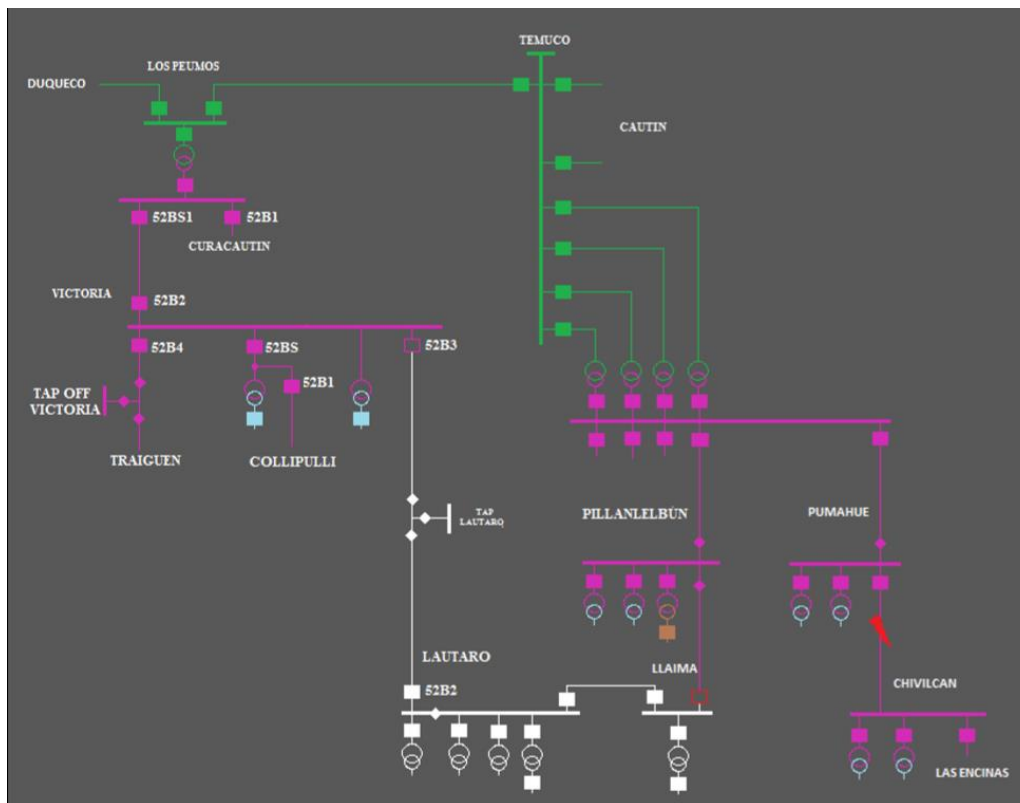 TEMUCO
LOS PEUMOS
DUQUECO
CAUTIN
52BS1
52B1
CURACAUTIN
VICTORIA
52B2
52B4
52BS
52B3
52B1
TAP OFF
VICTORIA
TRAIGUEN
COLLIPULLI
TAP
LAUTARO
PILLANLELBÚN
PUMAHUE
LAUTARO
LLAIMA
52B2
CHIVILCAN
LAS ENCINAS